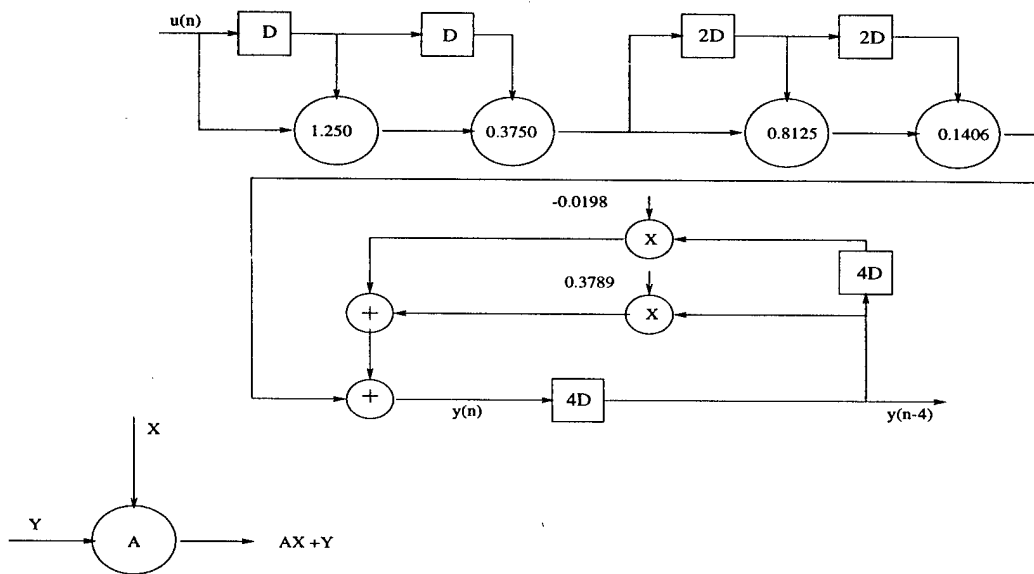 u(n)
D
D
2D
2D
1.250
0.3750
0.8125
0.1406
-0.0198
X
4D
0.3789
X
+
+
y(n)
4D
y(n-4)
X
Y
A
AX +Y